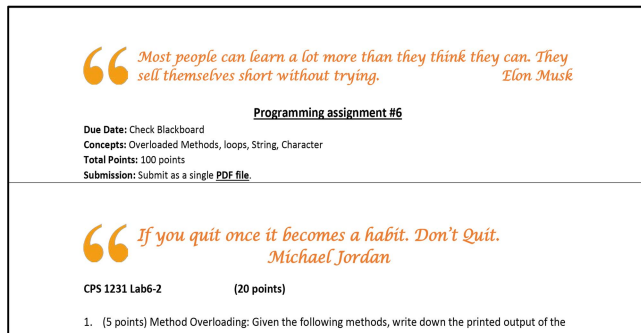 Most people can learn a lot more than they think they can. They
sell themselves short without trying. Elon Musk
Programming assignment #6
Due Date: Check Blackboard
Concepts: Overloaded Methods, loops, String, Character
Total Points: 100 points
Submission: Submit as a single PDF file.
If you quit once it becomes a habit. Don't Quit.
Michael Jordan
CPS 1231 Lab6-2 (20 points)
1. (5 points) Method Overloading: Given the following methods, write down the printed output of the